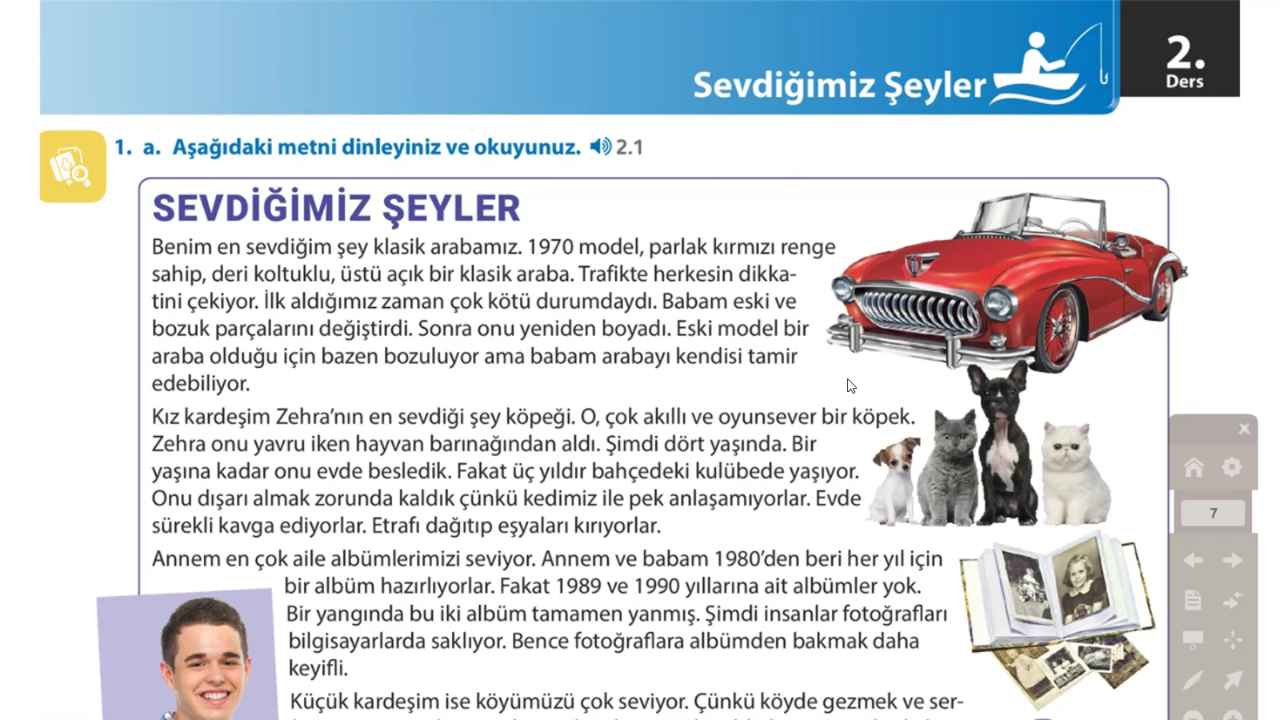 Sevdiğimiz Şeyler
2.
Ders
1. a. Aşağıdaki metni dinleyiniz ve okuyunuz. 2.1
SEVDİĞİMİZ ŞEYLER
Benim en sevdiğim şey klasik arabamız. 1970 model, parlak kırmızı renge
sahip, deri koltuklu, üstü açık bir klasik araba. Trafikte herkesin dikka-
tini çekiyor. İlk aldığımız zaman çok kötü durumdaydı. Babam eski ve
bozuk parçalarını değiştirdi. Sonra onu yeniden boyadı. Eski model bir
araba olduğu için bazen bozuluyor ama babam arabayı kendisi tamir
edebiliyor.
Kız kardeşim Zehra’nın en sevdiği şey köpeği. O, çok akıllı ve oyunsever bir köpek.
Zehra onu yavru iken hayvan barınağından aldı. Şimdi dört yaşında. Bir
yaşına kadar onu evde besledik. Fakat üç yıldır bahçedeki kulübede yaşıyor.
Onu dışarı almak zorunda kaldık çünkü kedimiz ile pek anlaşamıyorlar. Evde
sürekli kavga ediyorlar. Etrafı dağıtıp eşyaları kırıyorlar.
Annem en çok aile albümlerimizi seviyor. Annem ve babam 1980’den beri her yıl için
bir albüm hazırlıyorlar. Fakat 1989 ve 1990 yıllarına ait albümler yok.
Bir yangında bu iki albüm tamamen yanmış. Şimdi insanlar fotoğrafları
bilgisayarlarda saklıyor. Bence fotoğraflara albümden bakmak daha
keyifli.
Küçük kardeşim ise köyümüzü çok seviyor. Çünkü köyde gezmek ve ser-
7